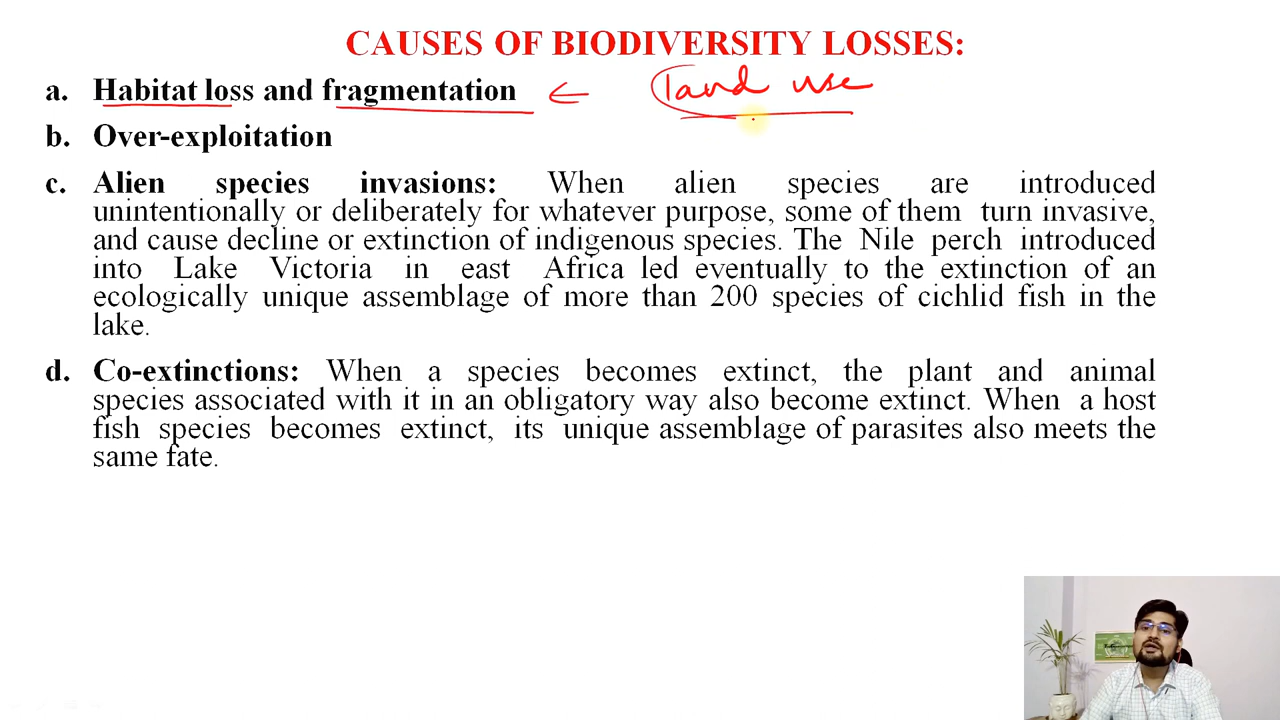 CAUSES OF BIODIVERSITY LOSSES:
a. Habitat loss and fragmentation ← land use
b. Over-exploitation
c. Alien species invasions: When alien species are introduced
unintentionally or deliberately for whatever purpose, some of them turn invasive,
and cause decline or extinction of indigenous species. The Nile perch introduced
into Lake Victoria in east Africa led eventually to the extinction of an
ecologically unique assemblage of more than 200 species of cichlid fish in the
lake.
d. Co-extinctions: When a species becomes extinct, the plant and animal
species associated with it in an obligatory way also become extinct. When a host
fish species becomes extinct, its unique assemblage of parasites also meets the
same fate.